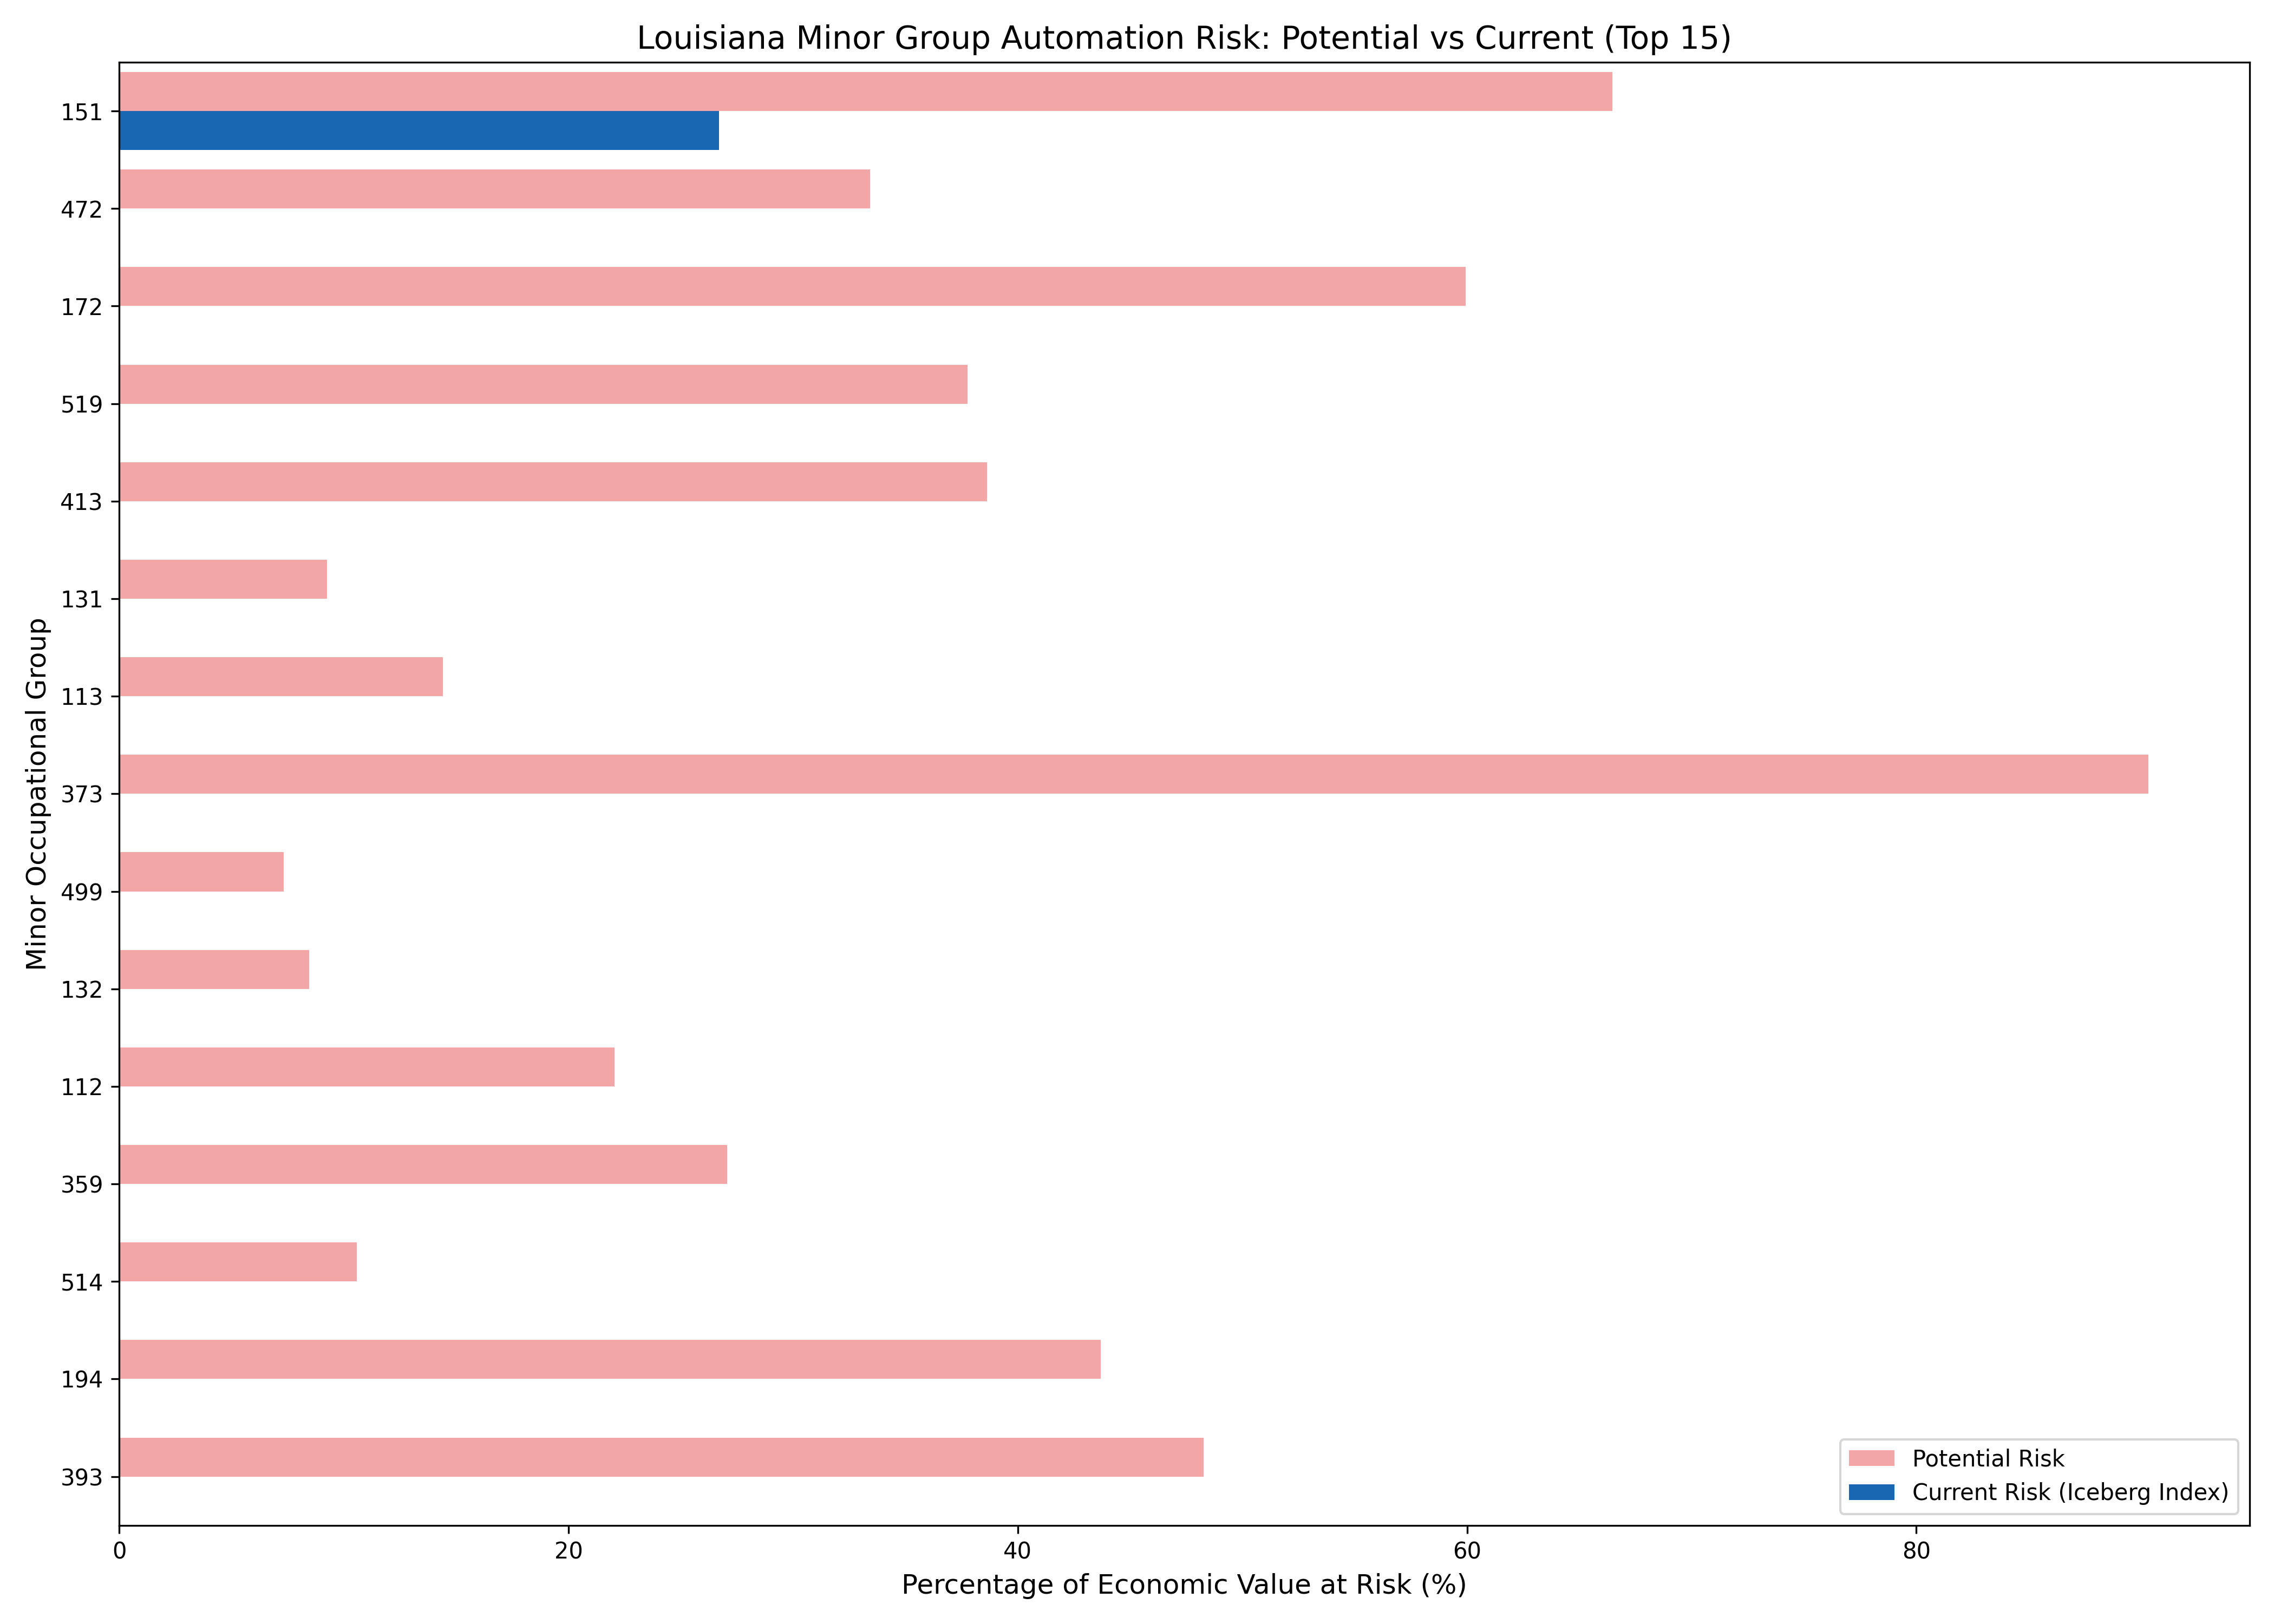 Louisiana Minor Group Automation Risk: Potential vs Current (Top 15)
Minor Occupational Group
151
472
172
519
413
131
113
373
499
132
112
359
514
194
393
0 20 40 60 80
Percentage of Economic Value at Risk (%)
Potential Risk
Current Risk (Iceberg Index)